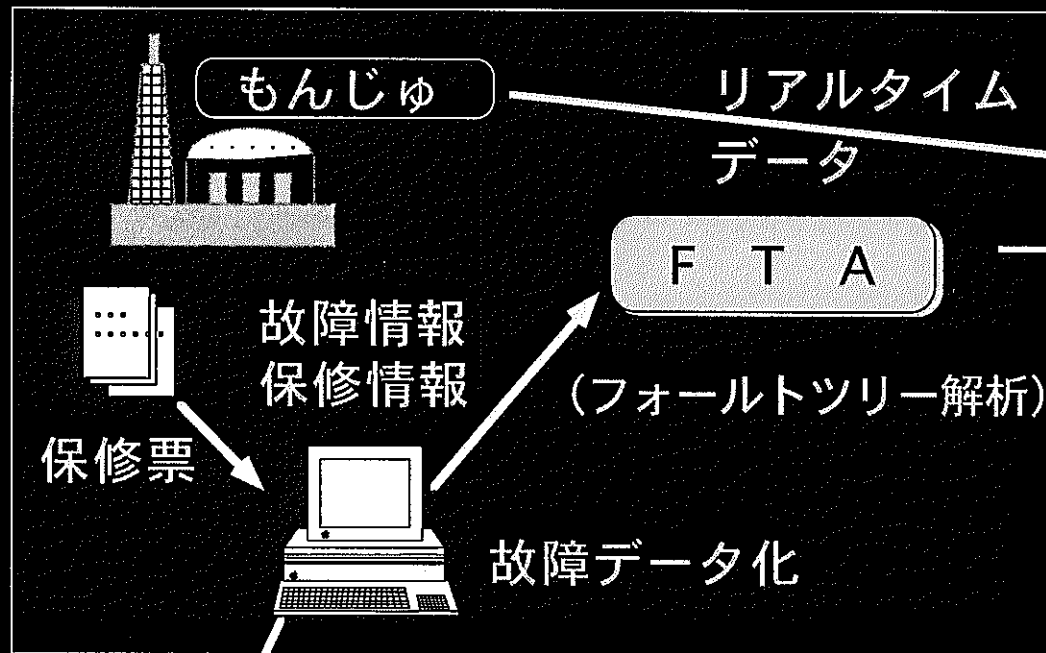 もんじゅ
リアルタイム
データ
F T A
故障情報
保修情報
(フォールトツリー解析)
保修票
故障データ化